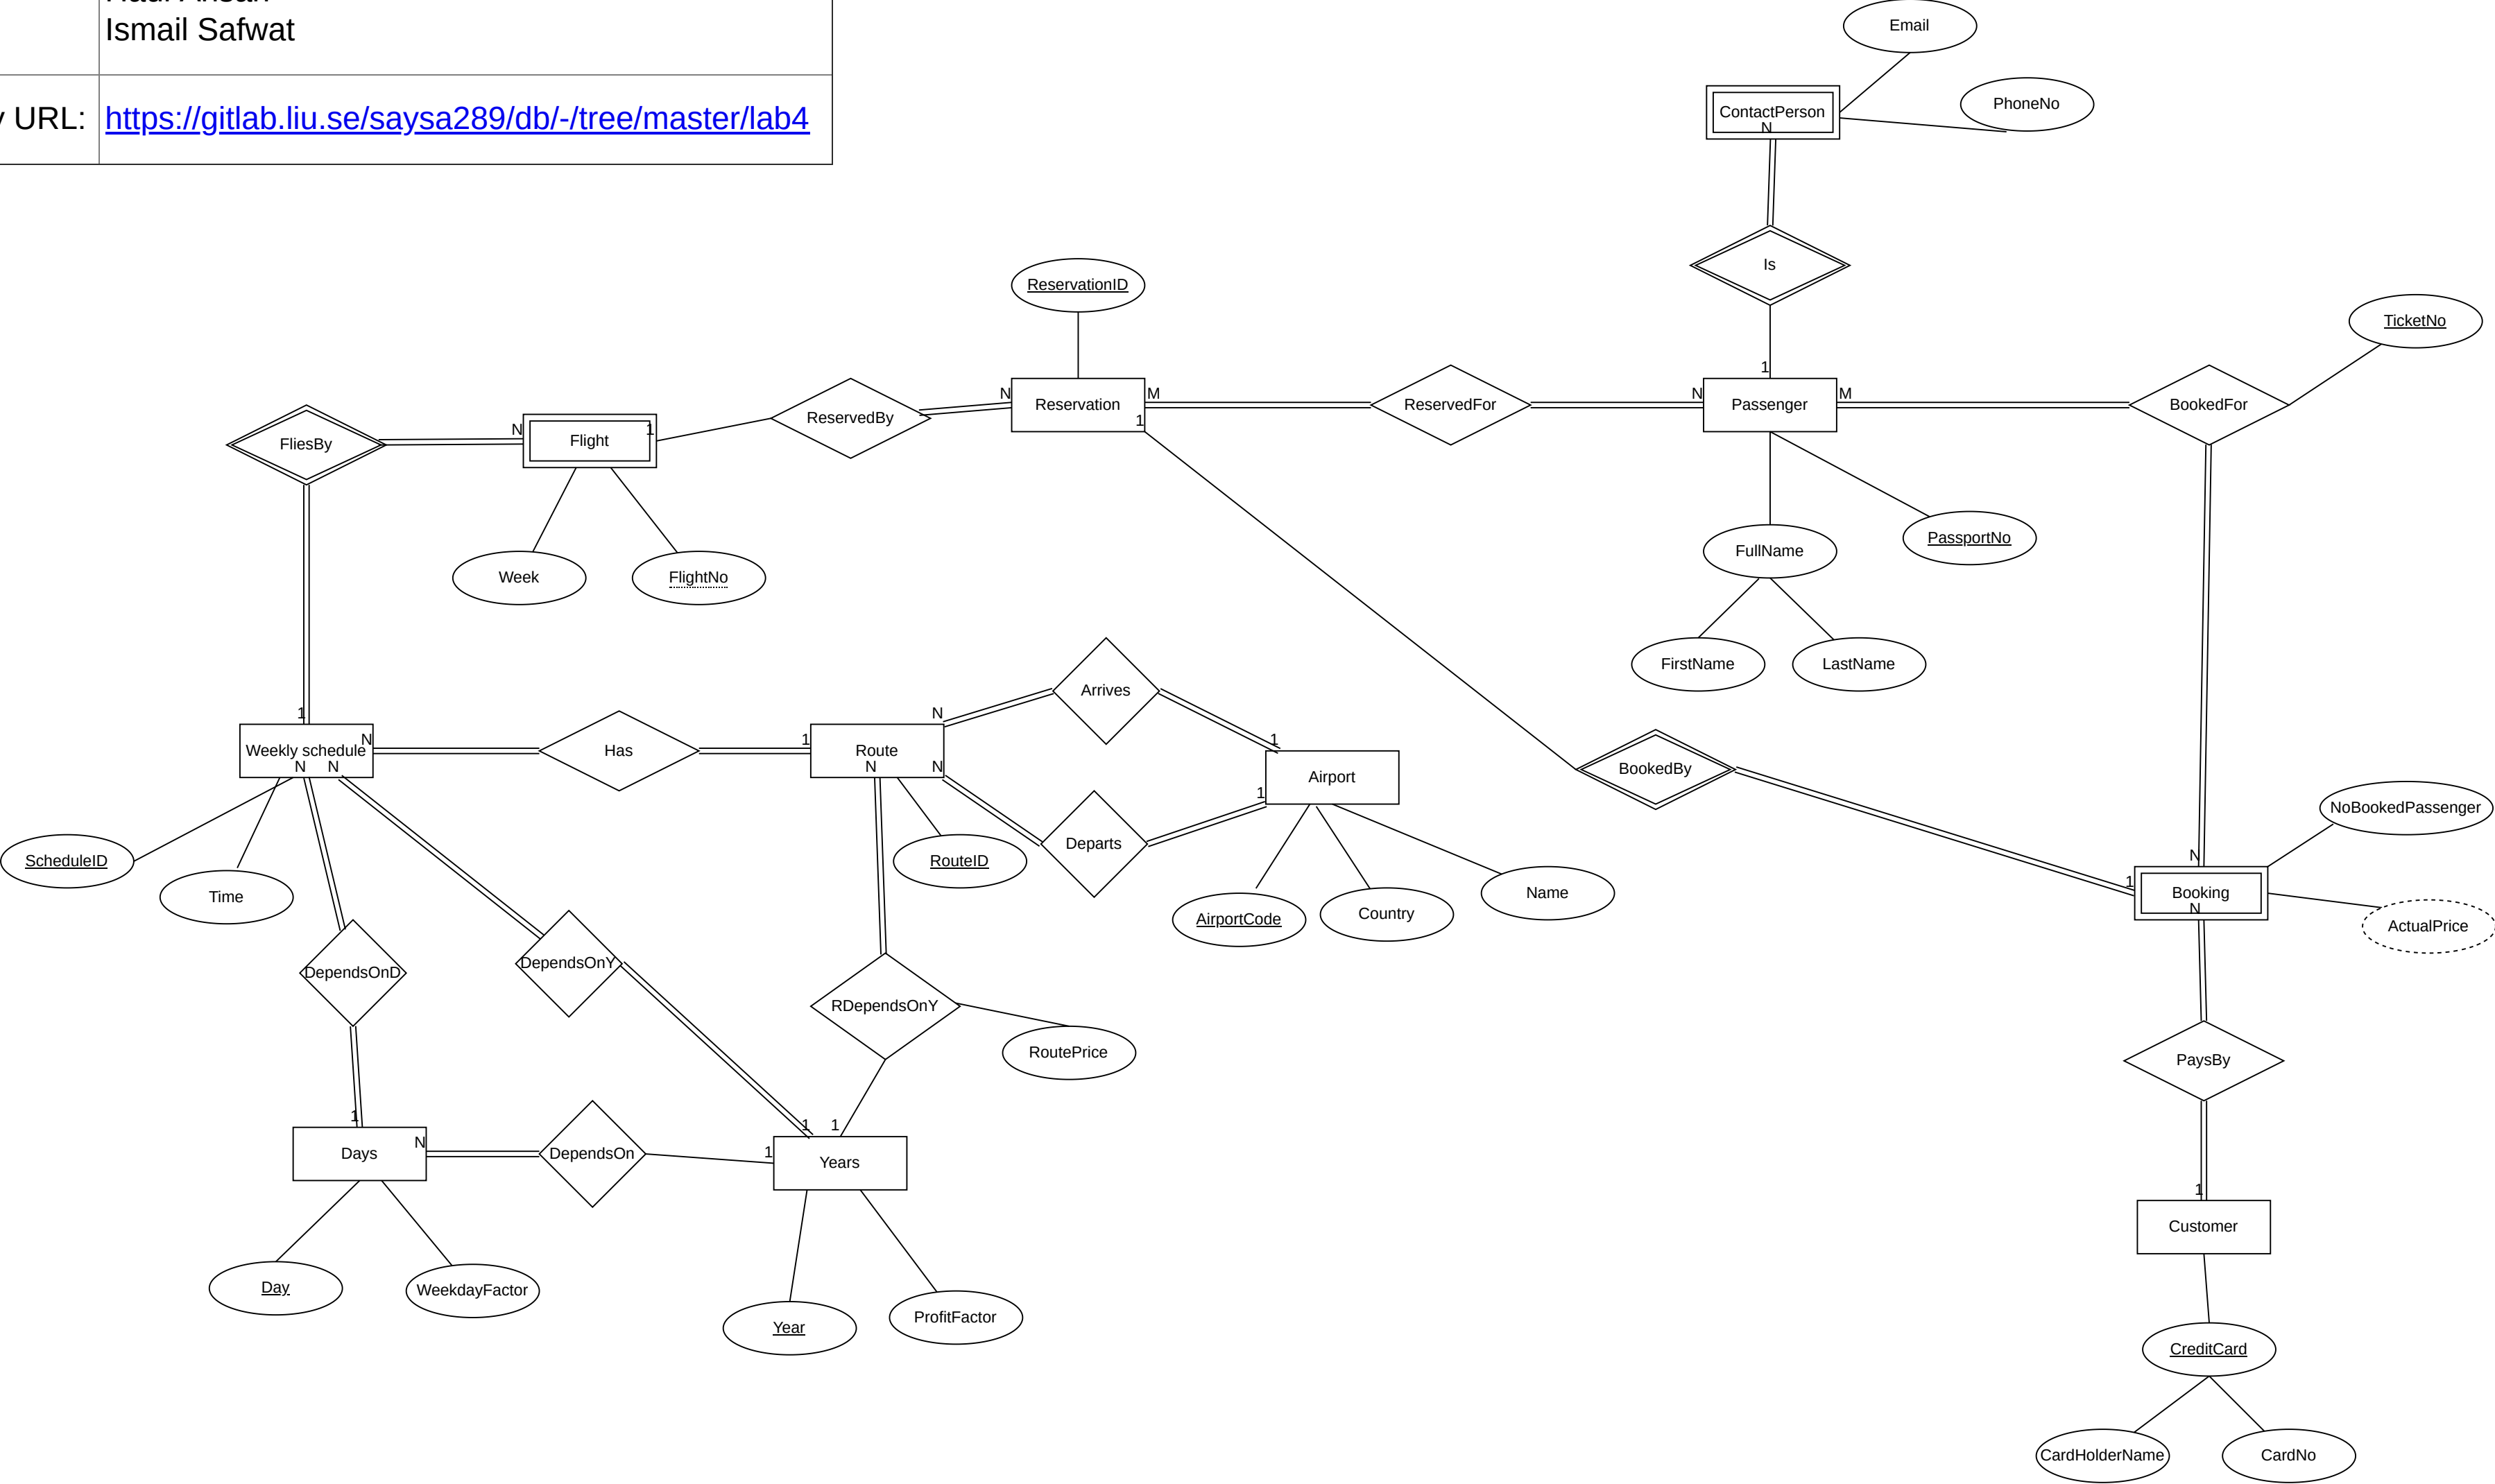 Ismail Safwat
URL:
https://gitlab.liu.se/saysa289/db/-/tree/master/lab4
Email
PhoneNo
ContactPerson
N
Is
1
ReservationID
TicketNo
FliesBy
N
Flight
1
ReservedBy
N
Reservation
M
1
ReservedFor
N
Passenger
M
BookedFor
Week
FlightNo
FullName
PassportNo
FirstName
LastName
1
Weekly schedule
N
N
N
Has
1
Route
N
N
N
Arrives
1
Airport
1
Departs
BookedBy
ScheduleID
Time
RouteID
AirportCode
Country
Name
NoBookedPassenger
N
1
Booking
N
ActualPrice
DependsOnD
DependsOnY
RDependsOnY
RoutePrice
PaysBy
1
Days
N
DependsOn
1
1
1
Years
1
Customer
Day
WeekdayFactor
Year
ProfitFactor
CreditCard
CardHolderName
CardNo